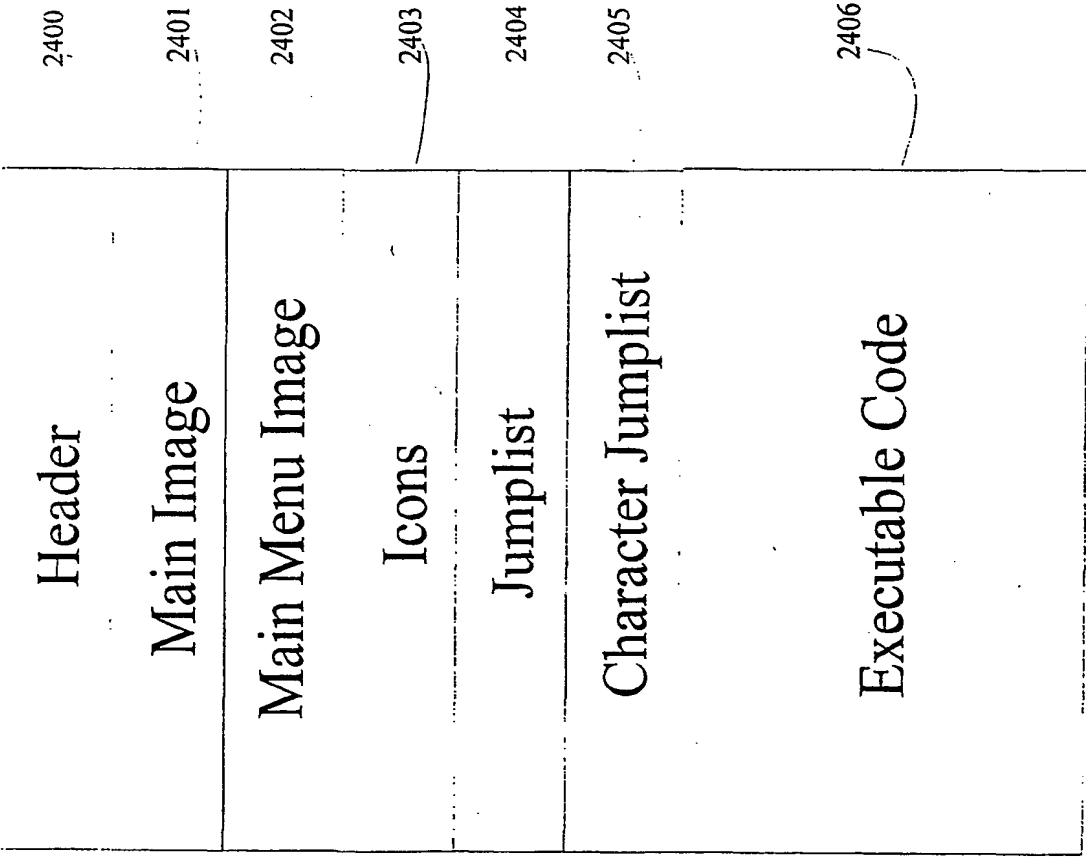 Header
2400
Main Image
2401
Main Menu Image
2402
Icons
2403
Jumplist
2404
Character Jumplist
2405
Executable Code
2406